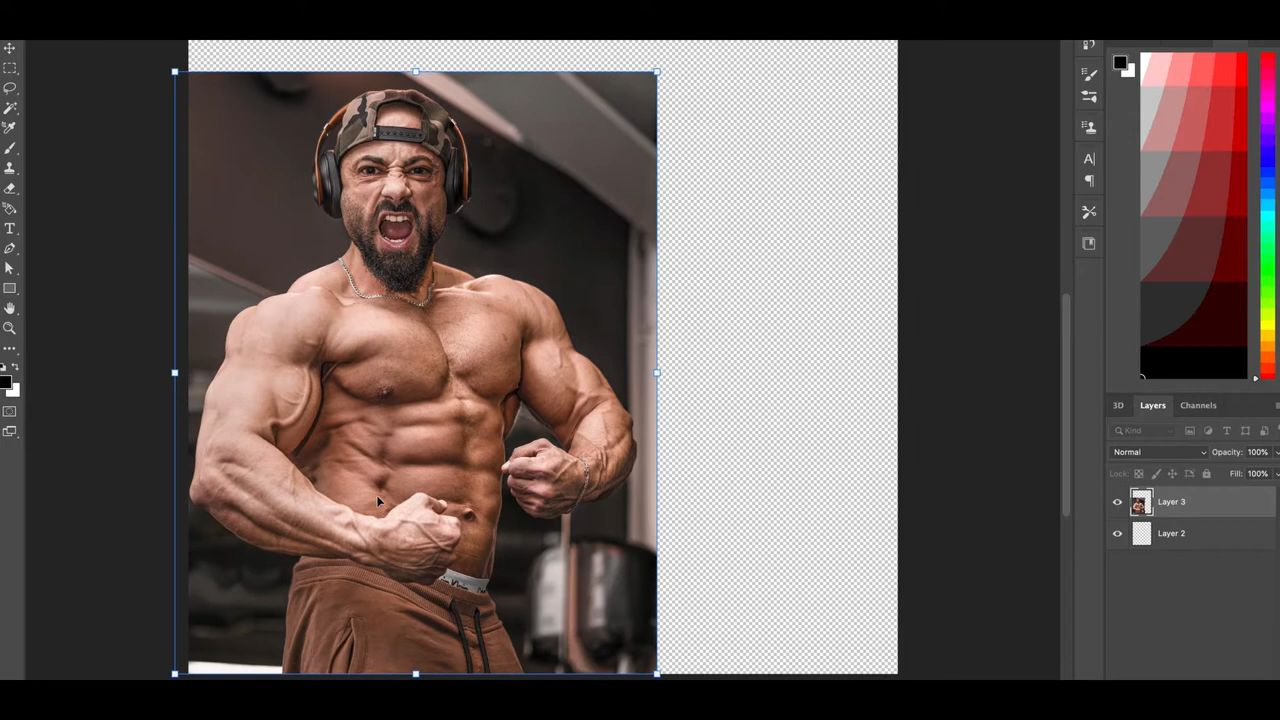 3D
Layers
Channels
Kind
Normal
Opacity: 100%
Lock:
Fill: 100%
Layer 3
Layer 2